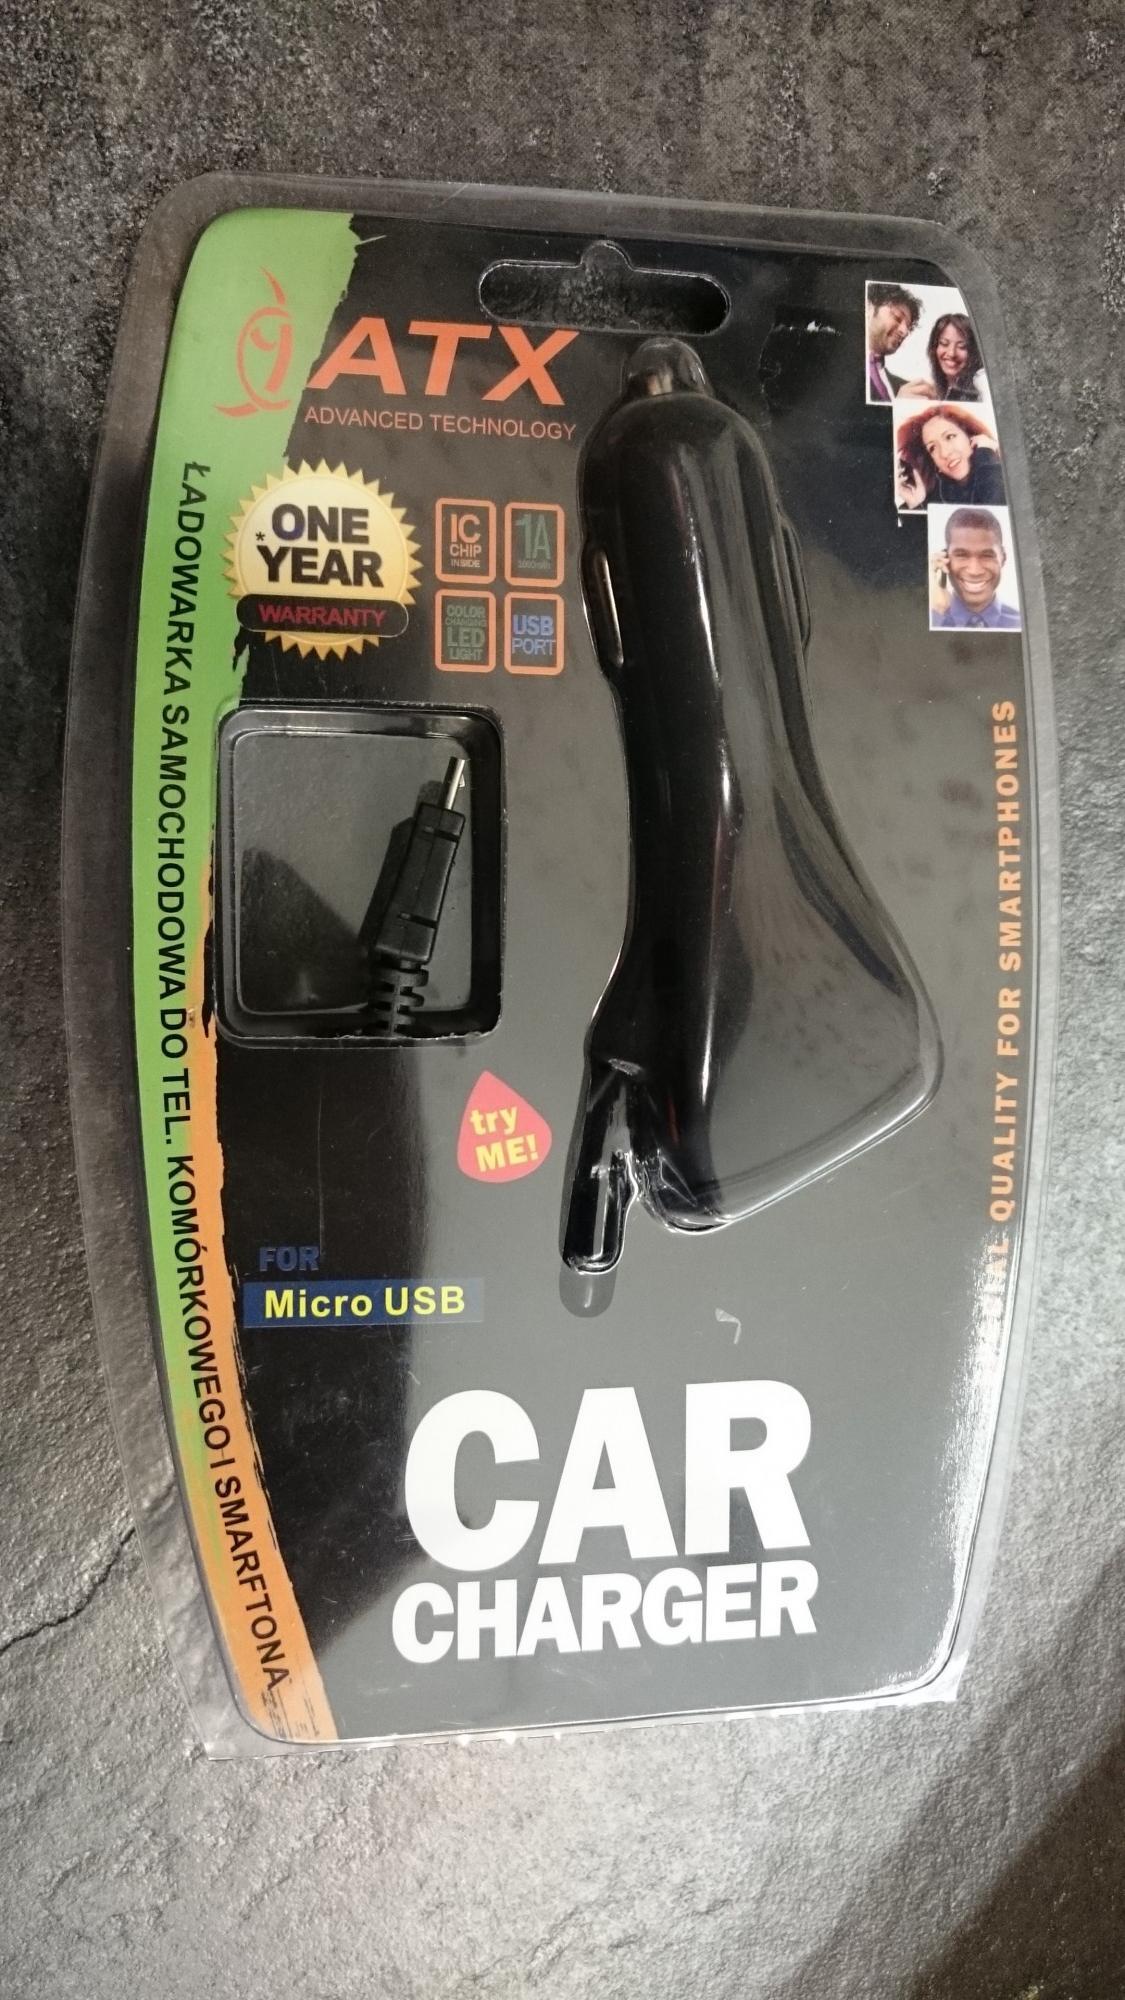 ATX
ADVANCED TECHNOLOGY
ONE
*YEAR
WARRANTY
IC
CHIP
INSIDE
1A
COLOR
CHANGING
LED
LIGHT
USB
PORT
ŁADOWARKA SAMOCHODOWA DO TEL. KOMÓRKOWEGO I SMARFTONA
QUALITY FOR SMARTPHONES
try
ME!
FOR
Micro USB
CAR
CHARGER